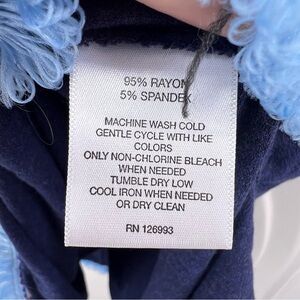 95% RAYON
5% SPANDEX
MACHINE WASH COLD
GENTLE CYCLE WITH LIKE
COLORS
ONLY NON-CHLORINE BLEACH
WHEN NEEDED
TUMBLE DRY LOW
COOL IRON WHEN NEEDED
OR DRY CLEAN
RN 126993